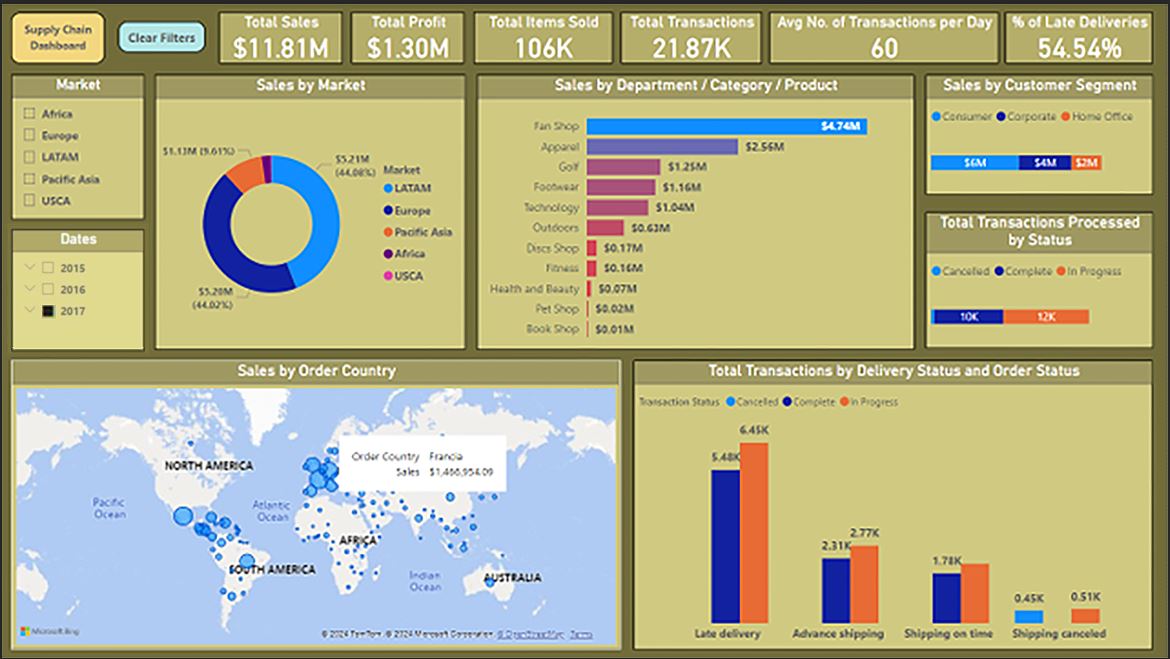 Supply Chain
Dashboard
Clear Filters
Total Sales
$11.81M
Total Profit
$1.30M
Total Items Sold
106K
Total Transactions
21.87K
Avg No. of Transactions per Day
60
% of Late Deliveries
54.54%
Market
Africa
Europe
LATAM
Pacific Asia
USCA
Dates
2015
2016
2017
Sales by Market
$1.13M (9.61%)
$5.21M
(44.08%)
$5.20M
(44.02%)
Market
LATAM
Europe
Pacific Asia
Africa
USCA
Sales by Department / Category / Product
Fan Shop $4.74M
Apparel $2.56M
Golf $1.25M
Footwear $1.16M
Technology $1.04M
Outdoors $0.63M
Discs Shop $0.17M
Fitness $0.16M
Health and Beauty $0.07M
Pet Shop $0.02M
Book Shop $0.01M
Sales by Customer Segment
Consumer Corporate Home Office
$6M $4M $2M
Total Transactions Processed
by Status
Cancelled Complete In Progress
10K 12K
Sales by Order Country
NORTH AMERICA
Pacific
Ocean
Atlantic
Ocean
Order Country Francia
Sales $1,466,954.09
AFRICA
SOUTH AMERICA
Indian
Ocean
AUSTRALIA
Microsoft Bing
© 2024 TomTom, © 2024 Microsoft Corporation, © OpenStreetMap Terms
Total Transactions by Delivery Status and Order Status
Transaction Status Cancelled Complete In Progress
5.48K
6.45K
2.31K
2.77K
1.78K
0.45K
0.51K
Late delivery
Advance shipping
Shipping on time
Shipping canceled